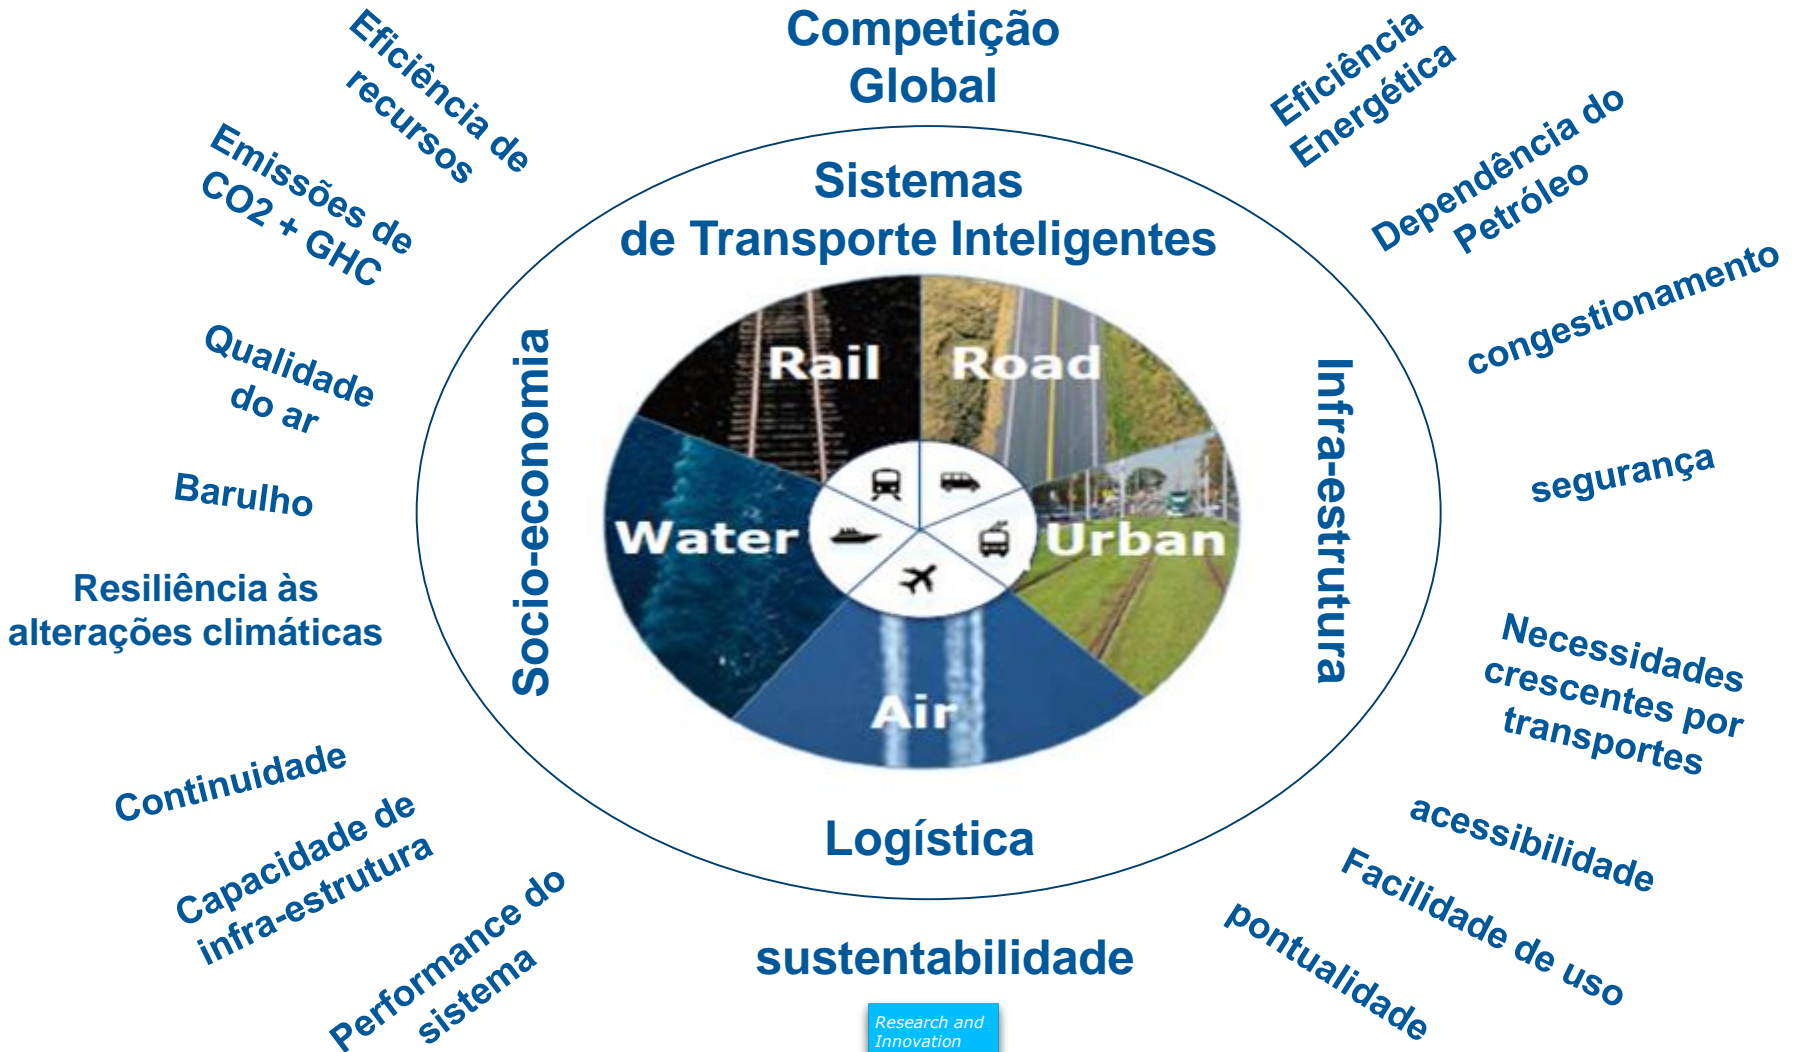 Competição
Global
Eficiência de
recursos
Eficiência
Energética
Emissões de
CO2 + GHC
Dependência do
Petróleo
Sistemas
de Transporte Inteligentes
congestionamento
Qualidade
do ar
Socio-economia
Infra-estrutura
Rail
Road
Water
Urban
Air
Barulho
segurança
Resiliência às
alterações climáticas
Necessidades
crescentes por
transportes
Continuidade
Capacidade de
infra-estrutura
Logística
acessibilidade
Facilidade de uso
Performance do
sistema
sustentabilidade
pontualidade
Research and
Innovation